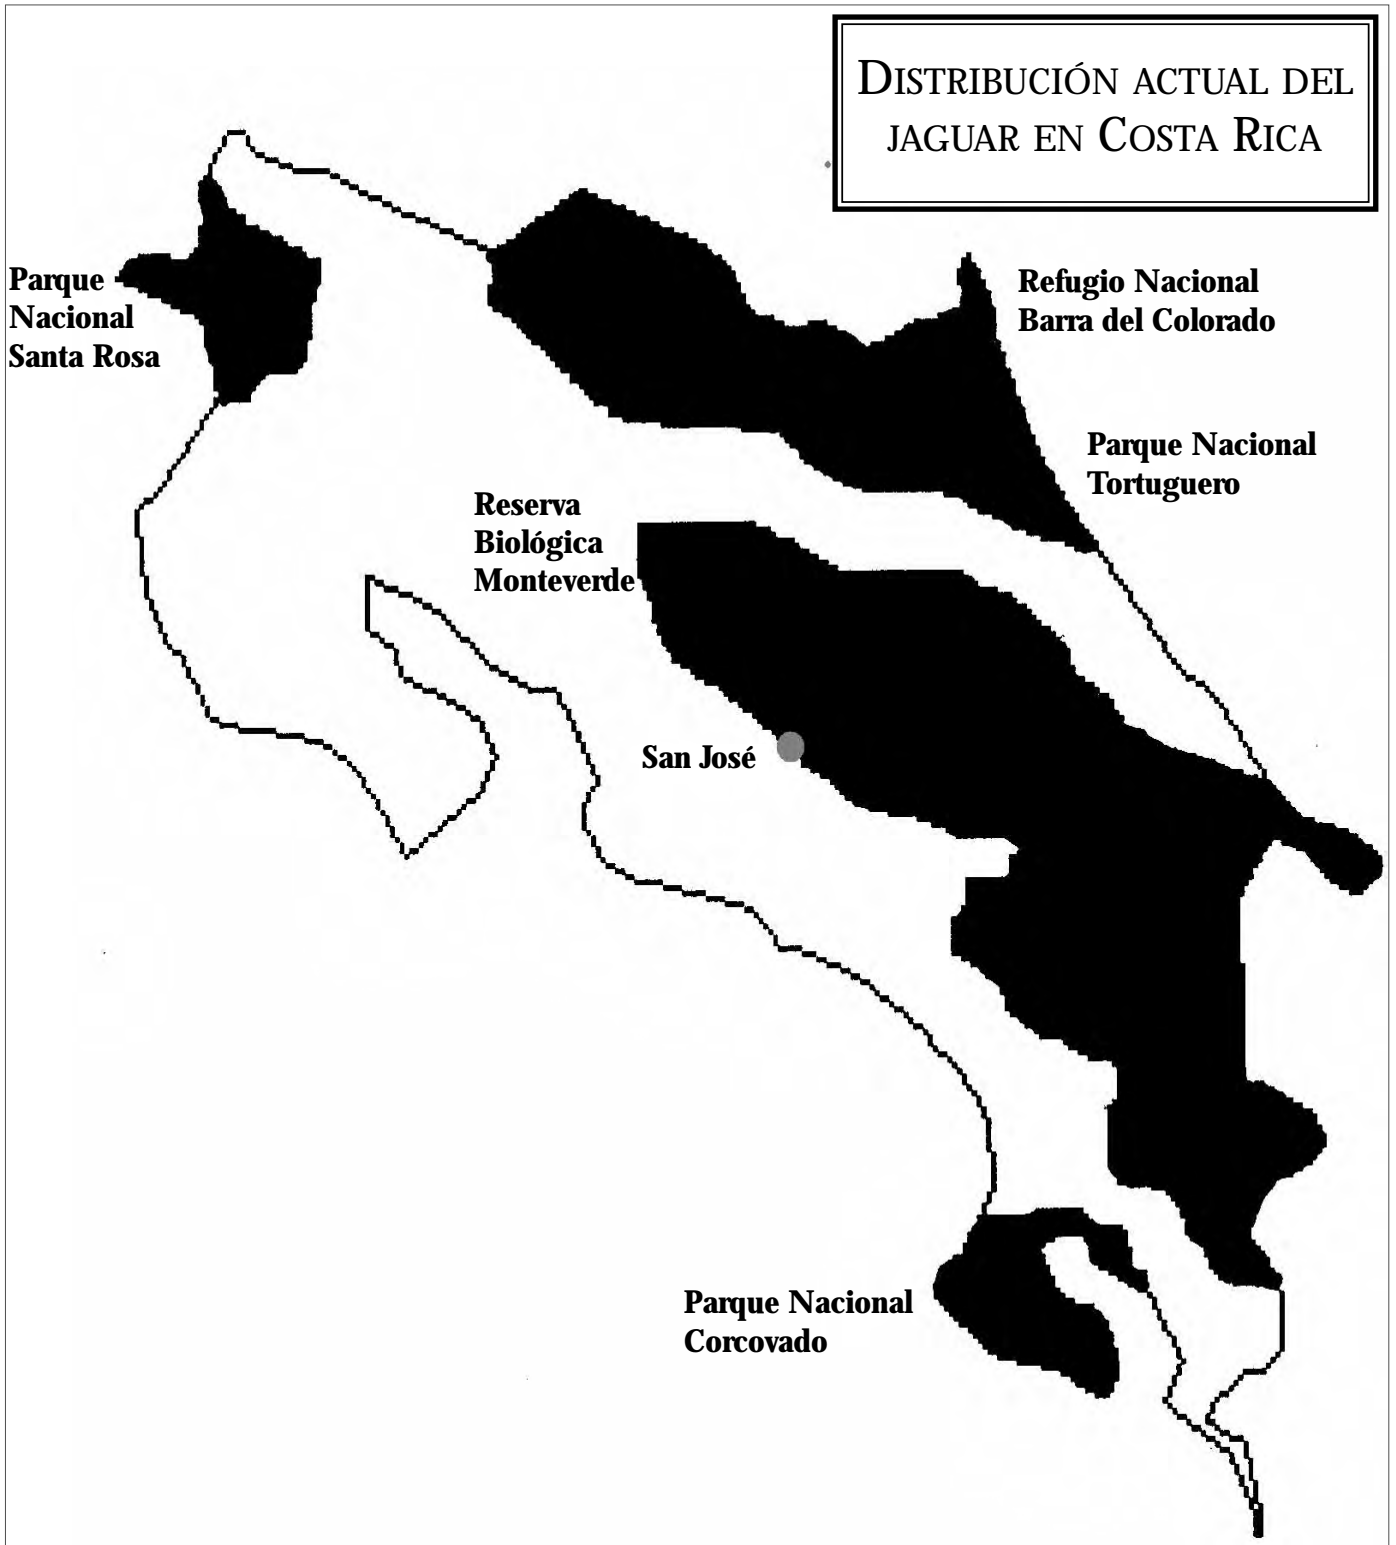 DISTRIBUCIÓN ACTUAL DEL
JAGUAR EN COSTA RICA
Parque
Nacional
Santa Rosa
Refugio Nacional
Barra del Colorado
Parque Nacional
Tortuguero
Reserva
Biológica
Monteverde
San José
Parque Nacional
Corcovado